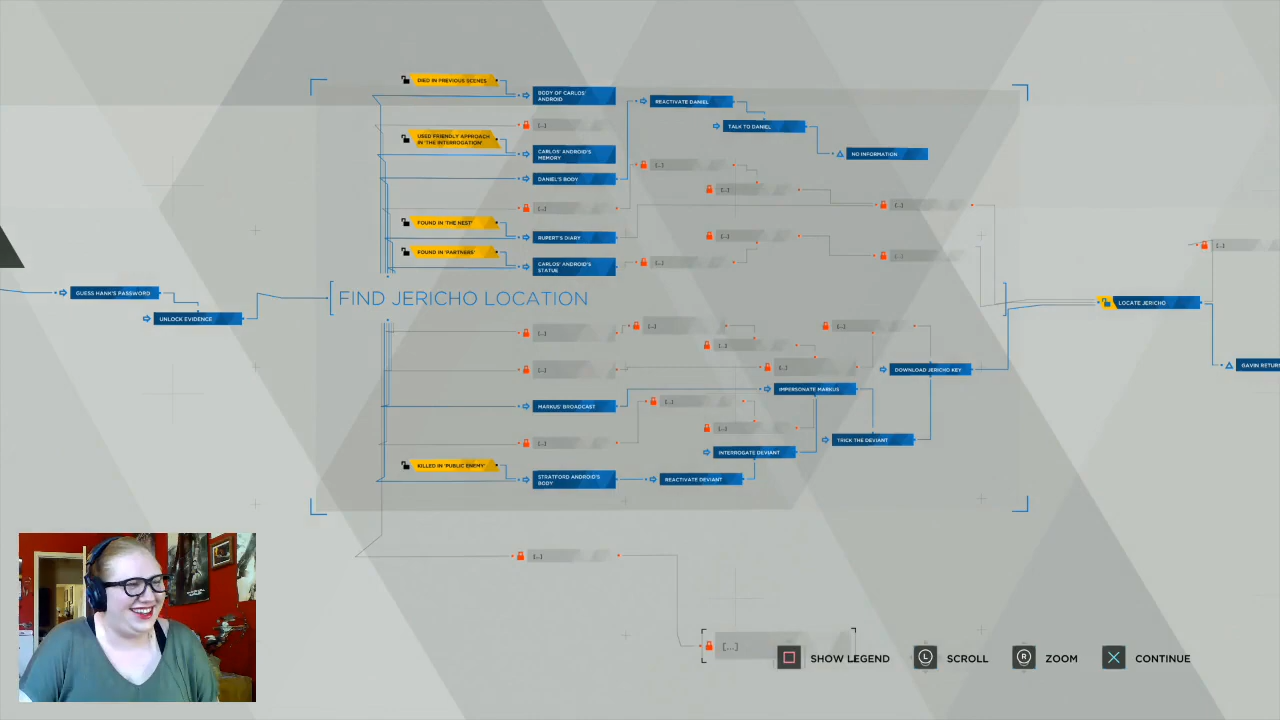 DIED IN PREVIOUS SCENES
BODY OF CARLOS'
ANDROID
REACTIVATE DANIEL
[...]
TALK TO DANIEL
USED FRIENDLY APPROACH
IN 'THE INTERROGATION'
CARLOS' ANDROID'S
MEMORY
NO INFORMATION
[...]
DANIEL'S BODY
[...]
[...]
[...]
FOUND IN 'THE NEST'
RUPERT'S DIARY
[...]
[...]
FOUND IN 'PARTNERS'
CARLOS' ANDROID'S
STATUE
[...]
[...]
GUESS HANK'S PASSWORD
UNLOCK EVIDENCE
FIND JERICHO LOCATION
LOCATE JERICHO
[...]
[...]
[...]
[...]
[...]
[...]
DOWNLOAD JERICHO KEY
GAVIN RETURN
IMPERSONATE MARKUS
MARKUS' BROADCAST
[...]
[...]
[...]
TRICK THE DEVIANT
INTERROGATE DEVIANT
KILLED IN 'PUBLIC ENEMY'
STRATFORD ANDROID'S
BODY
REACTIVATE DEVIANT
[...]
[...]
SHOW LEGEND
L
SCROLL
R
ZOOM
CONTINUE